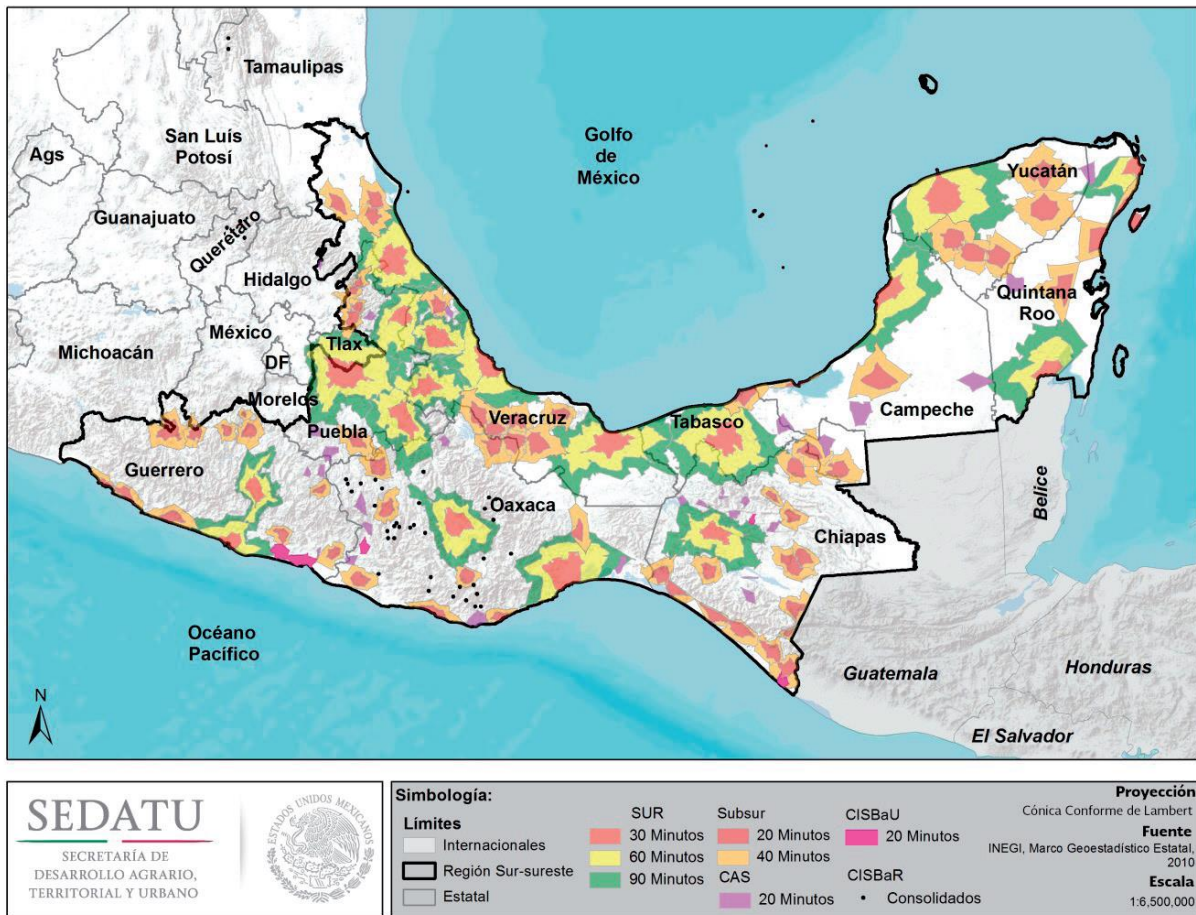 Tamaulipas
San Luís
Potosí
Ags
Guanajuato
Querétaro
Hidalgo
México
Michoacán
DF
Tlax
Morelos
Puebla
Guerrero
Veracruz
Oaxaca
Tabasco
Chiapas
Campeche
Yucatán
Quintana
Roo
Golfo
de
México
Océano
Pacífico
Belice
Guatemala
Honduras
El Salvador
N
SEDATU
SECRETARÍA DE
DESARROLLO AGRARIO,
TERRITORIAL Y URBANO
ESTADOS UNIDOS MEXICANOS
Simbología:
Límites
Internacionales
Región Sur-sureste
Estatal
SUR
30 Minutos
60 Minutos
90 Minutos
Subsur
20 Minutos
40 Minutos
CAS
20 Minutos
CISBaU
20 Minutos
CISBaR
Consolidados
Proyección
Cónica Conforme de Lambert
Fuente
INEGI, Marco Geoestadístico Estatal,
2010
Escala
1:6,500,000